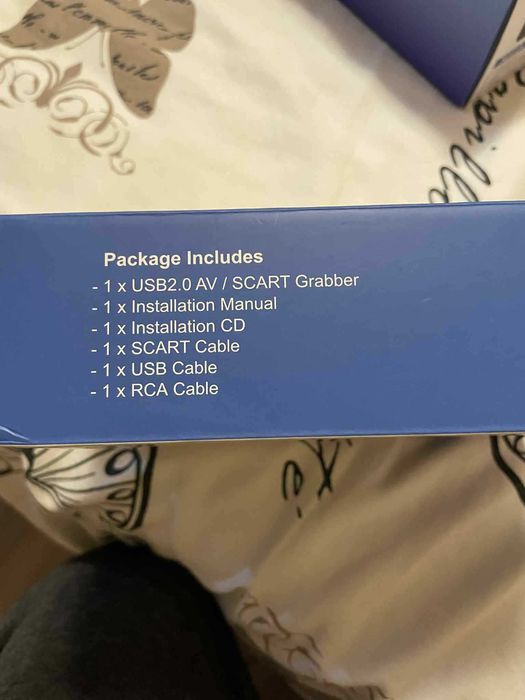 Package Includes
- 1 x USB2.0 AV / SCART Grabber
- 1 x Installation Manual
- 1 x Installation CD
- 1 x SCART Cable
- 1 x USB Cable
- 1 x RCA Cable